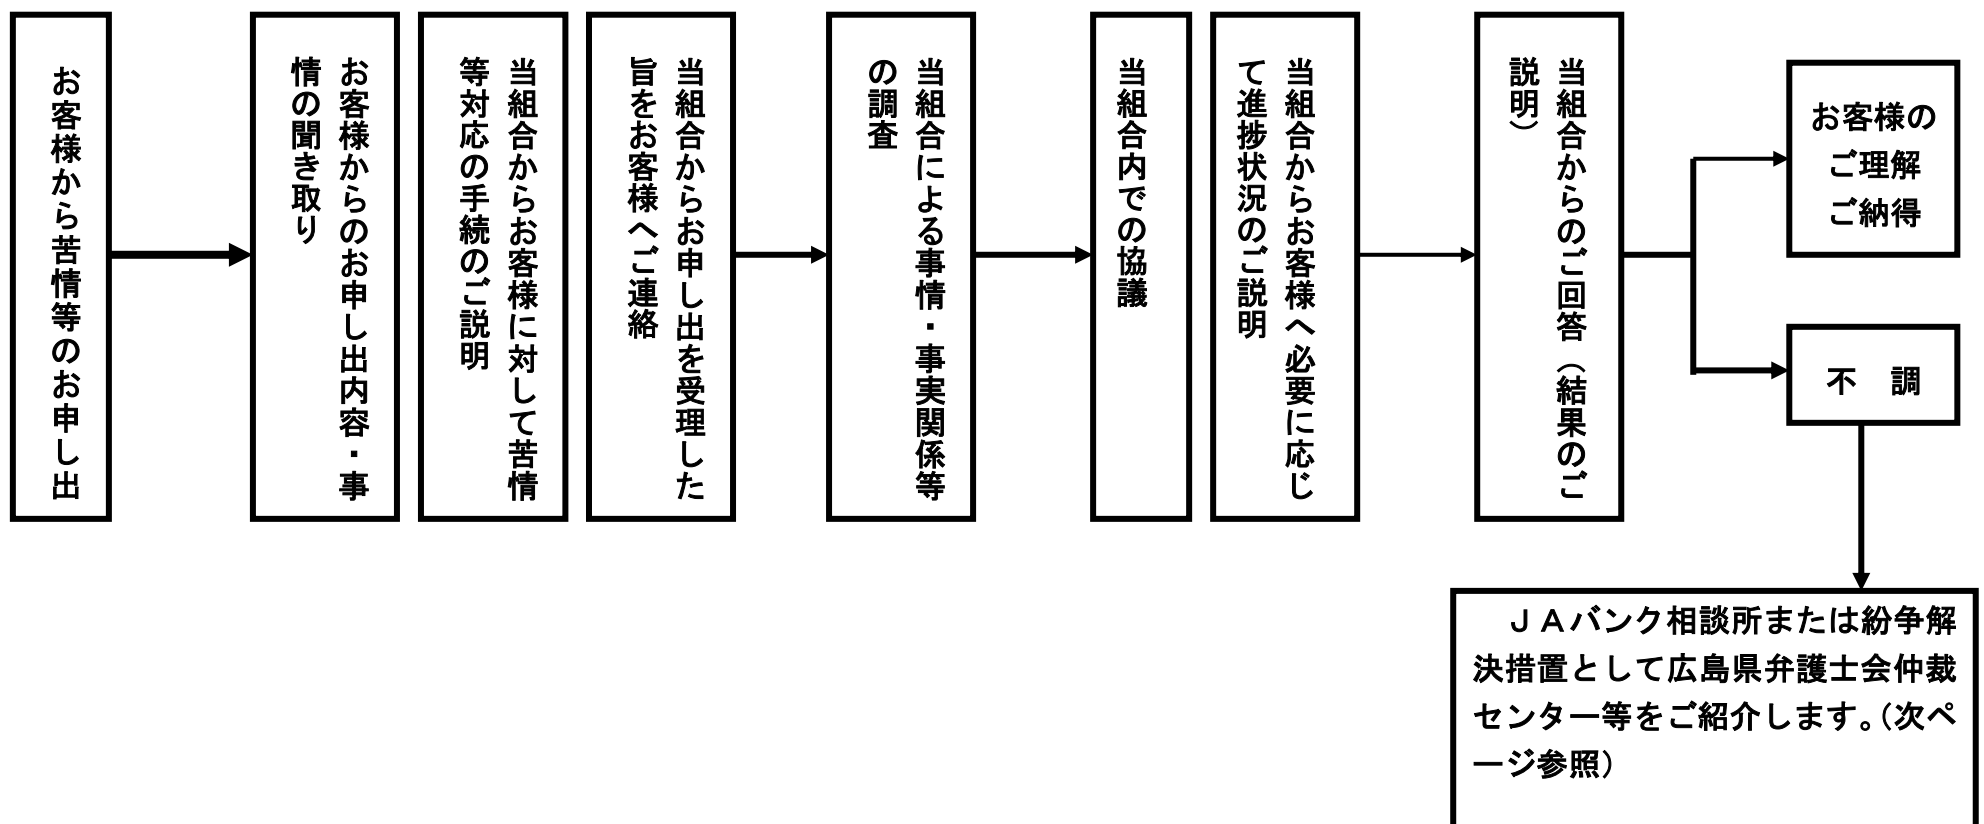 お客様から苦情等のお申し出
お客様からのお申し出内容・事
情の聞き取り
当組合からお客様に対して苦情
等対応の手続のご説明
当組合からお申し出を受理した
旨をお客様へご連絡
当組合による事情・事実関係等
の調査
当組合内での協議
当組合からお客様へ必要に応じ
て進捗状況のご説明
当組合からのご回答（結果のご
説明）
お客様の
ご理解
ご納得
不　調
ＪＡバンク相談所または紛争解
決措置として広島県弁護士会仲裁
センター等をご紹介します。（次ペ
ージ参照）